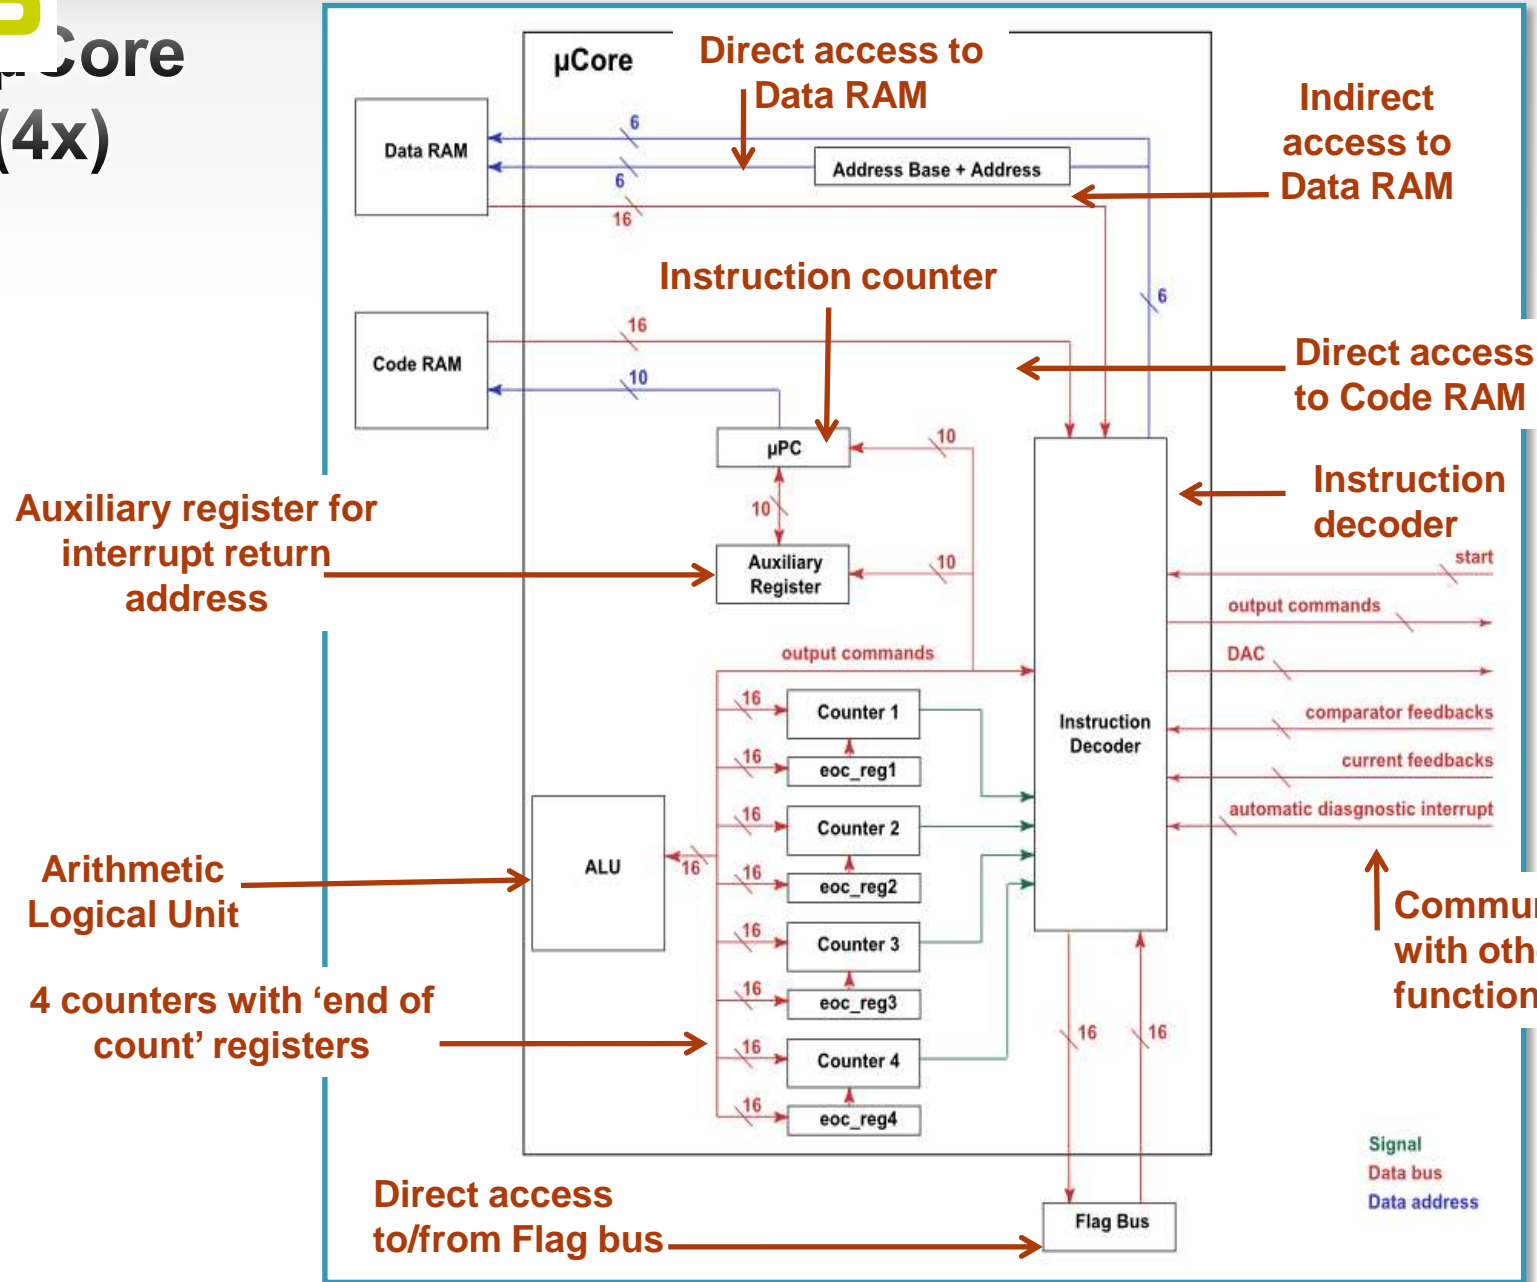 µCore
(4x)
µCore
Direct access to
Data RAM
Indirect
access to
Data RAM
Data RAM
6
6
16
Address Base + Address
Instruction counter
6
Code RAM
16
10
Direct access
to Code RAM
µPC
10
10
Auxiliary register for
interrupt return
address
Auxiliary
Register
10
Instruction
decoder
start
output commands
DAC
comparator feedbacks
current feedbacks
automatic diasgnostic interrupt
output commands
Instruction
Decoder
16
Counter 1
16
eoc_reg1
16
Counter 2
16
eoc_reg2
16
Counter 3
16
eoc_reg3
16
Counter 4
16
eoc_reg4
ALU
16
Arithmetic
Logical Unit
4 counters with ‘end of
count’ registers
with
function
16
16
Direct access
to/from Flag bus
Flag Bus
Signal
Data bus
Data address